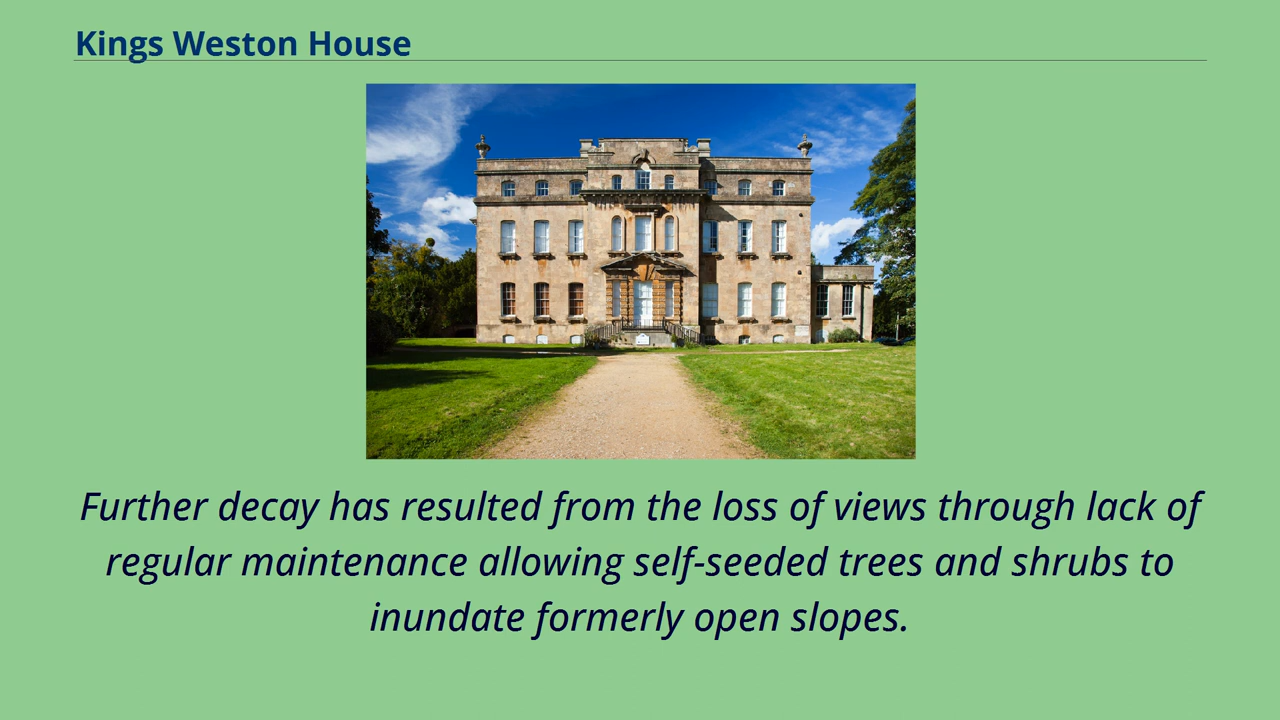 Kings Weston House
Further decay has resulted from the loss of views through lack of
regular maintenance allowing self-seeded trees and shrubs to
inundate formerly open slopes.